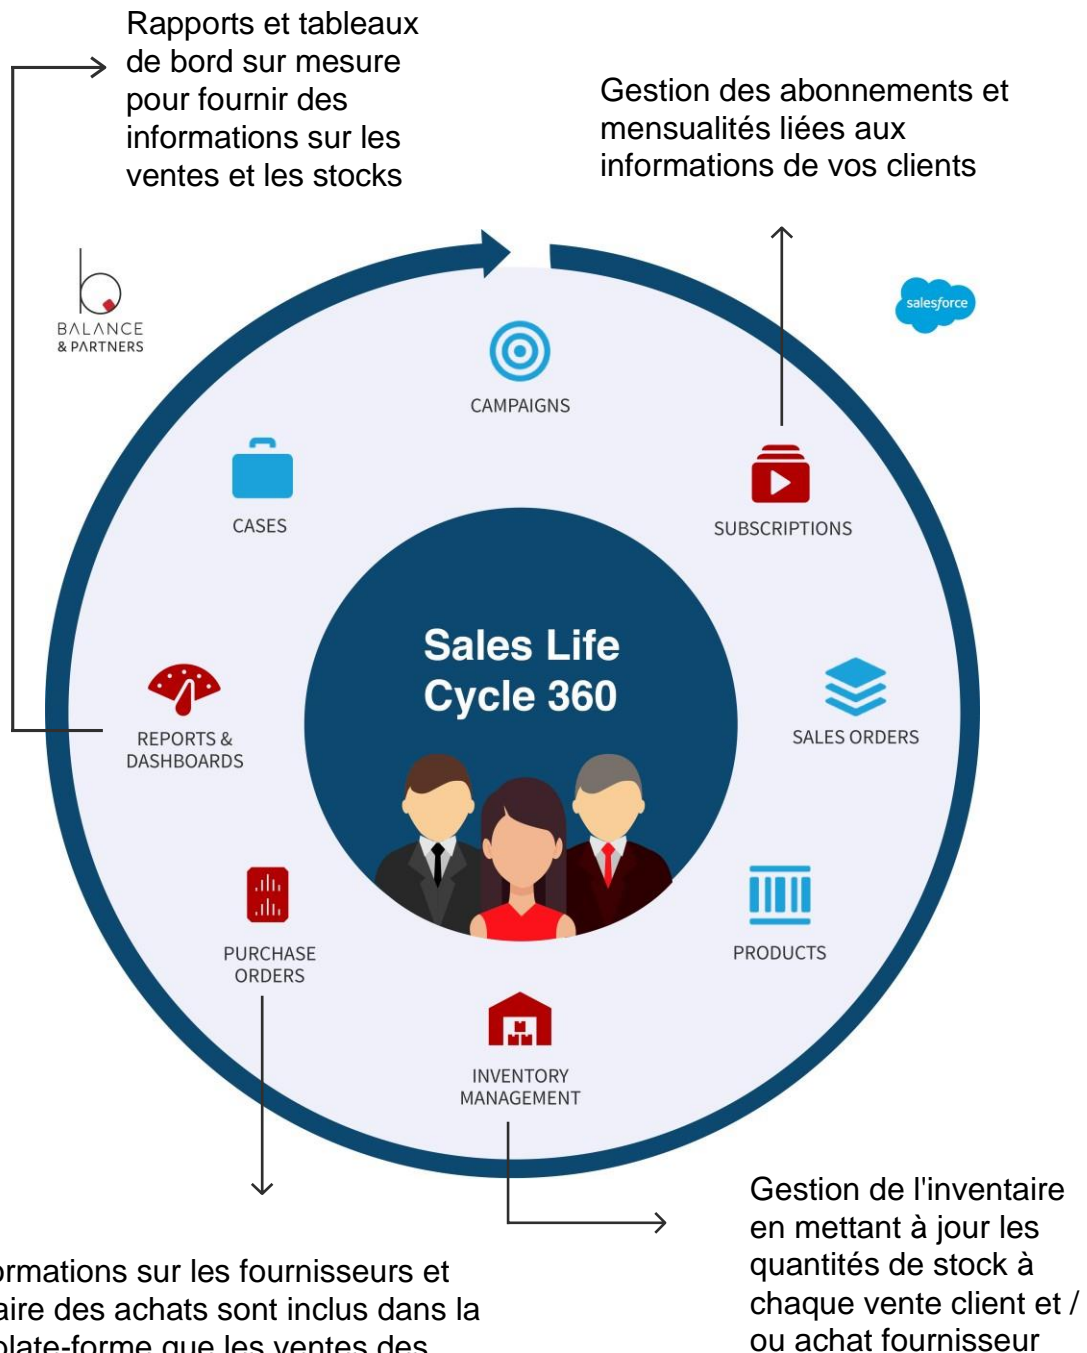 Rapports et tableaux
de bord sur mesure
pour fournir des
informations sur les
ventes et les stocks
Gestion des abonnements et
mensualités liées aux
informations de vos clients
BALANCE
& PARTNERS
salesforce
CAMPAIGNS
CASES
SUBSCRIPTIONS
Sales Life
Cycle 360
REPORTS &
DASHBOARDS
SALES ORDERS
PURCHASE
ORDERS
PRODUCTS
INVENTORY
MANAGEMENT
Gestion de l'inventaire
en mettant à jour les
quantités de stock à
chaque vente client et /
ou achat fournisseur
ormations sur les fournisseurs et
aire des achats sont inclus dans la
plate-forme que les ventes des